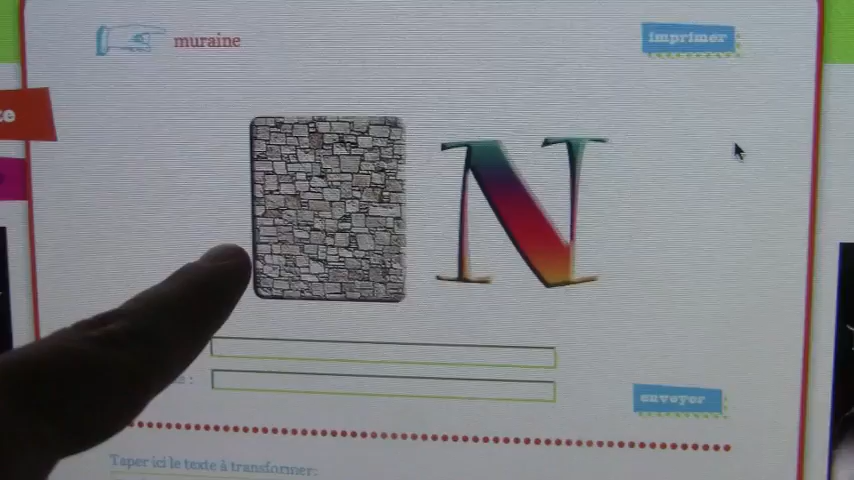 muraine
imprimer
N
envoyer
Taper ici le texte à transformer: